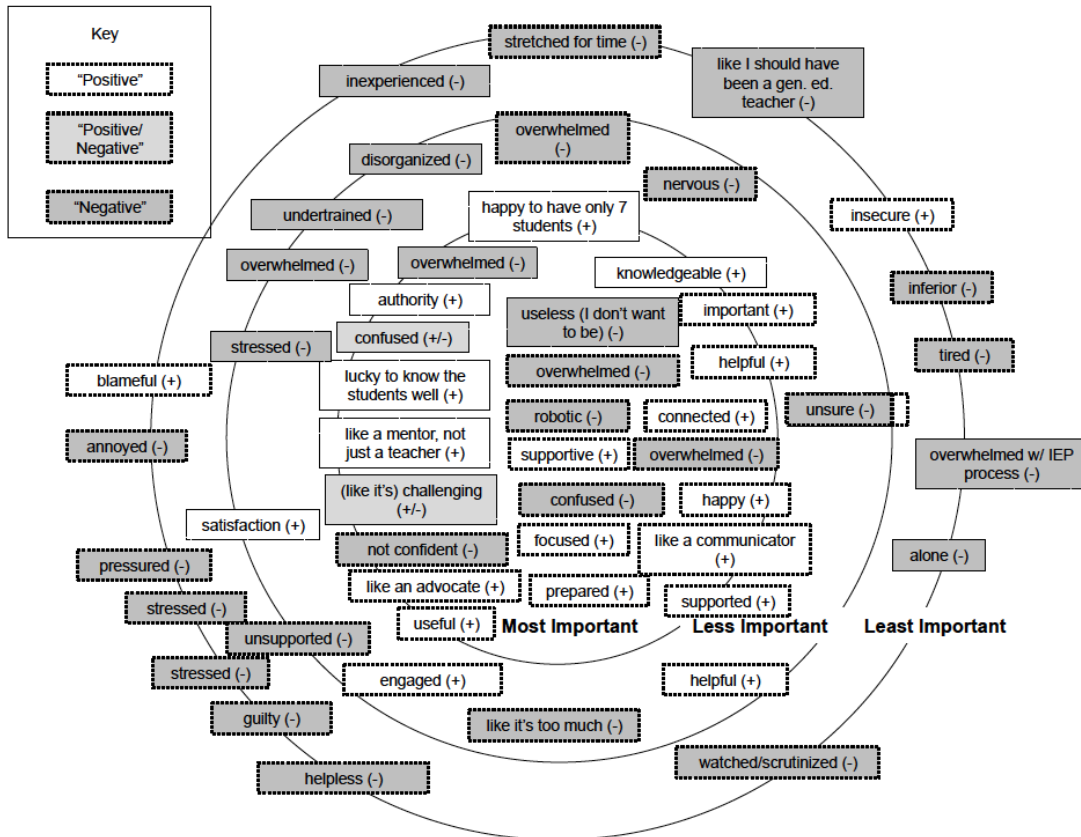 Key
“Positive”
“Positive/
Negative”
“Negative”
stretched for time (-)
inexperienced (-)
like I should have
been a gen. ed.
teacher (-)
overwhelmed
(-)
disorganized (-)
nervous (-)
undertrained (-)
happy to have only 7
students (+)
insecure (+)
overwhelmed (-)
overwhelmed (-)
knowledgeable (+)
inferior (-)
authority (+)
useless (I don’t want
to be) (-)
important (+)
stressed (-)
confused (+/-)
helpful (+)
tired (-)
blameful (+)
lucky to know the
students well (+)
overwhelmed (-)
robotic (-)
connected (+)
unsure (-)
annoyed (-)
like a mentor, not
just a teacher (+)
supportive (+)
overwhelmed (-)
overwhelmed w/ IEP
process (-)
(like it’s) challenging
(+/-)
confused (-)
happy (+)
satisfaction (+)
not confident (-)
focused (+)
like a communicator
(+)
alone (-)
pressured (-)
like an advocate (+)
prepared (+)
supported (+)
stressed (-)
useful (+)
Most Important
Less Important
Least Important
unsupported (-)
stressed (-)
engaged (+)
helpful (+)
guilty (-)
like it’s too much (-)
watched/scrutinized (-)
helpless (-)